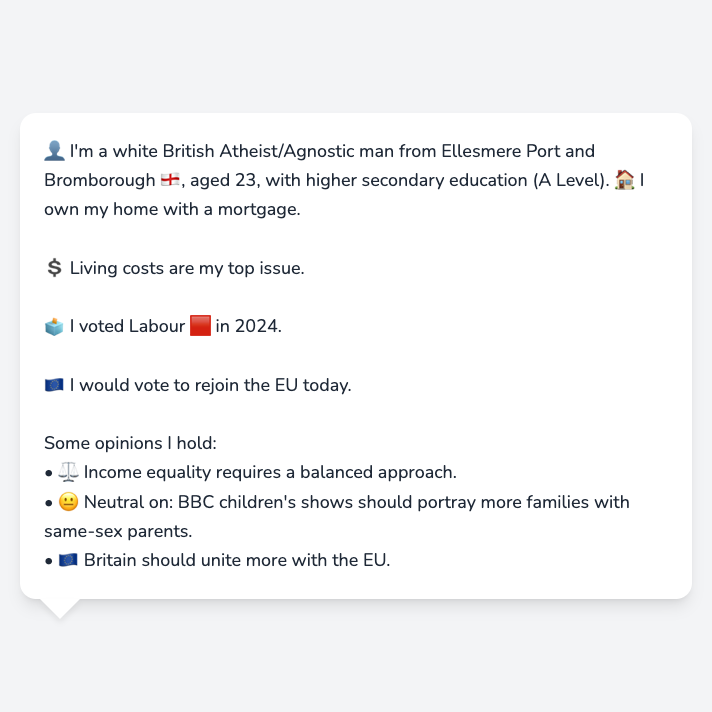 👤 I'm a white British Atheist/Agnostic man from Ellesmere Port and
Bromborough 🏴󠁧󠁢󠁥󠁮󠁧󠁿, aged 23, with higher secondary education (A Level). 🏠 I
own my home with a mortgage.
💲 Living costs are my top issue.
🗳️ I voted Labour 🟥 in 2024.
🇪🇺 I would vote to rejoin the EU today.
Some opinions I hold:
• ⚖️ Income equality requires a balanced approach.
• 😐 Neutral on: BBC children's shows should portray more families with
same-sex parents.
• 🇪🇺 Britain should unite more with the EU.